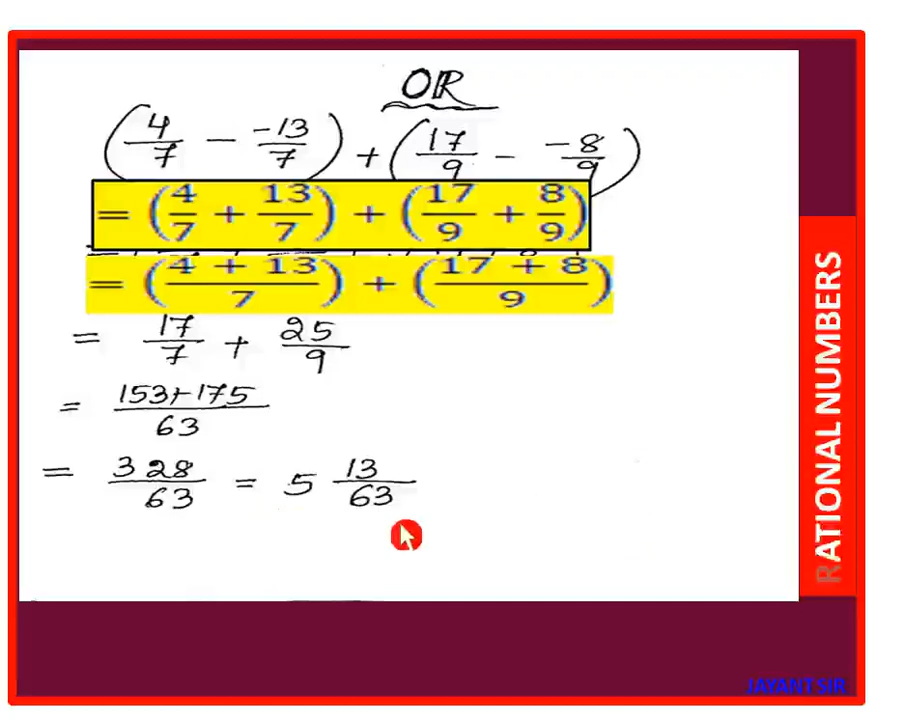 OR
(4/7 - -13/7) + (17/9 - -8/9)
= (4/7 + 13/7) + (17/9 + 8/9)
= (4 + 13/7) + (17 + 8/9)
= 17/7 + 25/9
= 153+175/63
= 328/63 = 5 13/63
RATIONAL NUMBERS
JAYANT SIR